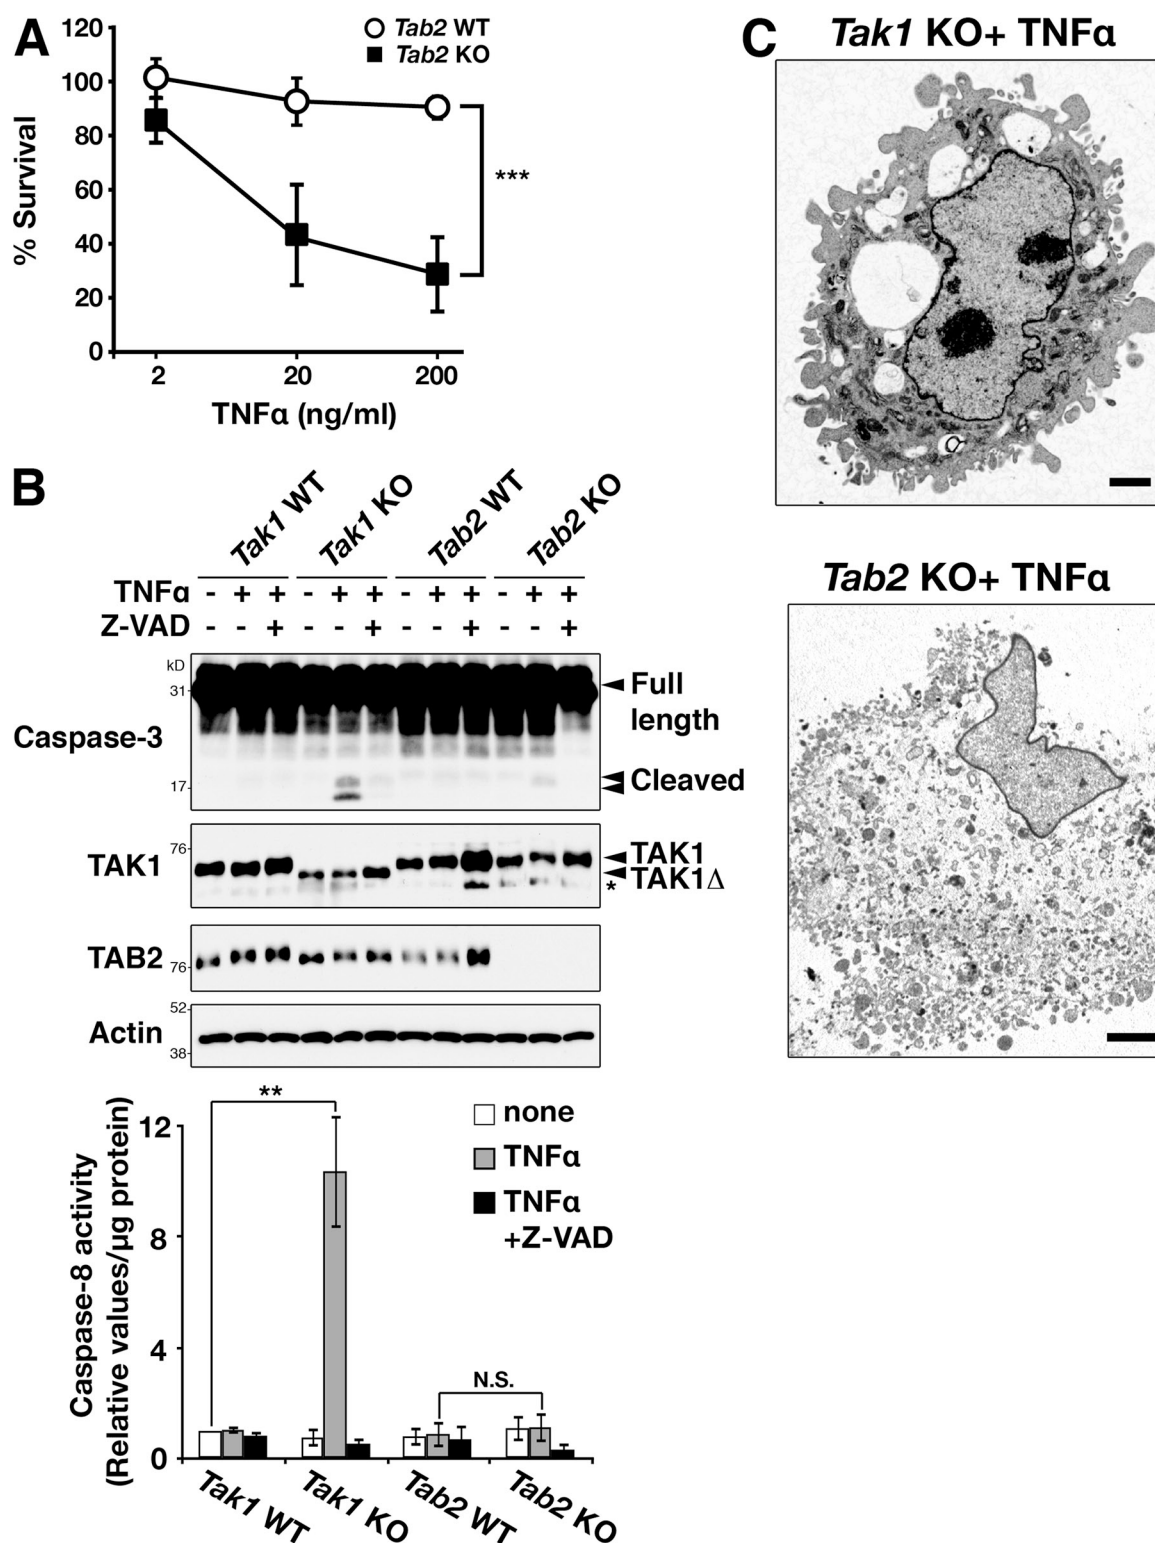 A
120
100
80
60
40
20
0
% Survival
Tab2 WT
Tab2 KO
***
2 20 200
TNFα (ng/ml)
B
Tak1 WT
Tak1 KO
Tab2 WT
Tab2 KO
TNFα - + + - + + - + + - + +
Z-VAD - - + - - + - - + - - +
kD
31
17
Caspase-3
Full
length
Cleaved
76
TAK1
TAK1
TAK1Δ
*
TAB2
76
52
Actin
38
Caspase-8 activity
(Relative values/μg protein)
12
8
4
0
**
N.S.
none
TNFα
TNFα
+Z-VAD
Tak1 WT
Tak1 KO
Tab2 WT
Tab2 KO
C
Tak1 KO+ TNFα
Tab2 KO+ TNFα